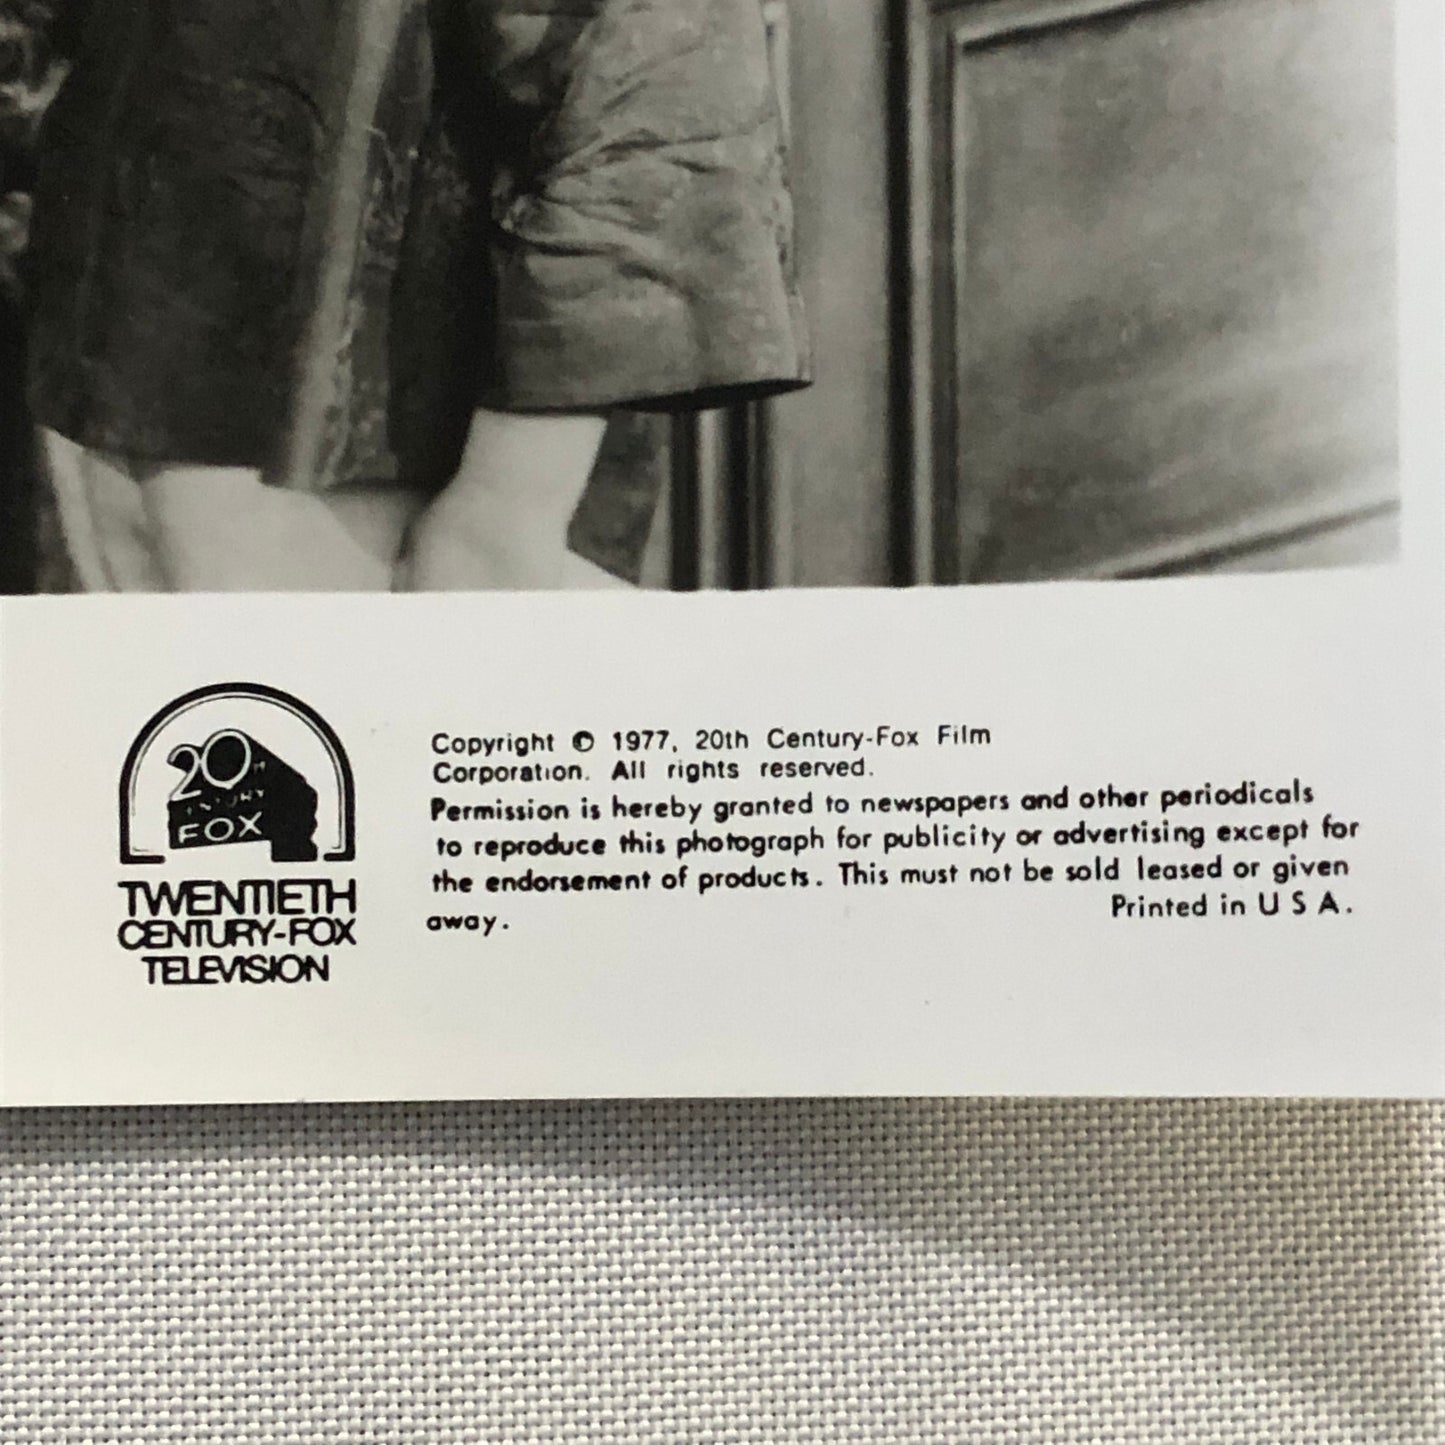 20TH
CENTURY
FOX
TWENTIETH
CENTURY-FOX
TELEVISION
Copyright © 1977, 20th Century-Fox Film
Corporation. All rights reserved.
Permission is hereby granted to newspapers and other periodicals
to reproduce this photograph for publicity or advertising except for
the endorsement of products. This must not be sold leased or given
away.
Printed in U S A.